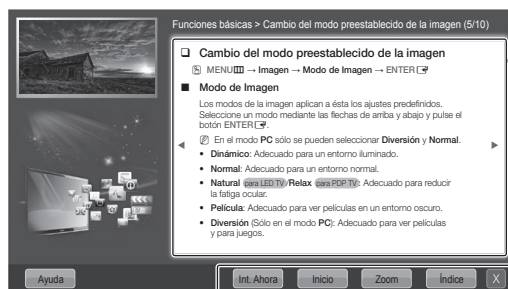 Funciones básicas > Cambio del modo preestablecido de la imagen (5/10)
❑ Cambio del modo preestablecido de la imagen
MENU → Imagen → Modo de Imagen → ENTER
■ Modo de Imagen
Los modos de la imagen aplican a ésta los ajustes predefinidos.
Seleccione un modo mediante las flechas de arriba y abajo y pulse el
botón ENTER.
En el modo PC sólo se pueden seleccionar Diversión y Normal.
• Dinámico: Adecuado para un entorno iluminado.
• Normal: Adecuado para un entorno normal.
• Natural para LED TV/Relax para PDP TV: Adecuado para reducir
la fatiga ocular.
• Película: Adecuado para ver películas en un entorno oscuro.
• Diversión (Sólo en el modo PC): Adecuado para ver películas
y para juegos.
Ayuda Int. Ahora Inicio Zoom Índice X